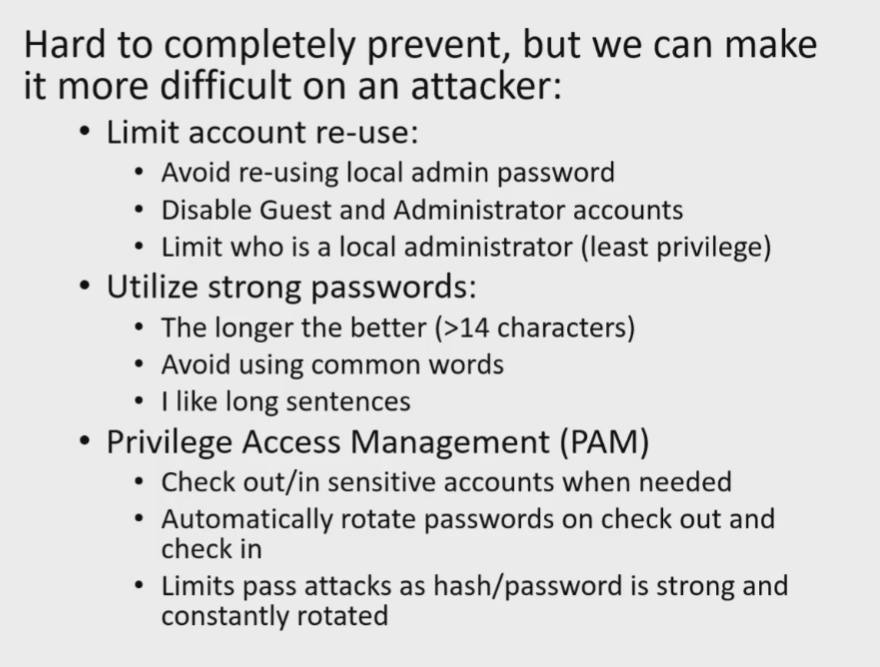 Hard to completely prevent, but we can make
it more difficult on an attacker:
• Limit account re-use:
• Avoid re-using local admin password
• Disable Guest and Administrator accounts
• Limit who is a local administrator (least privilege)
• Utilize strong passwords:
• The longer the better (>14 characters)
• Avoid using common words
• I like long sentences
• Privilege Access Management (PAM)
• Check out/in sensitive accounts when needed
• Automatically rotate passwords on check out and
check in
• Limits pass attacks as hash/password is strong and
constantly rotated